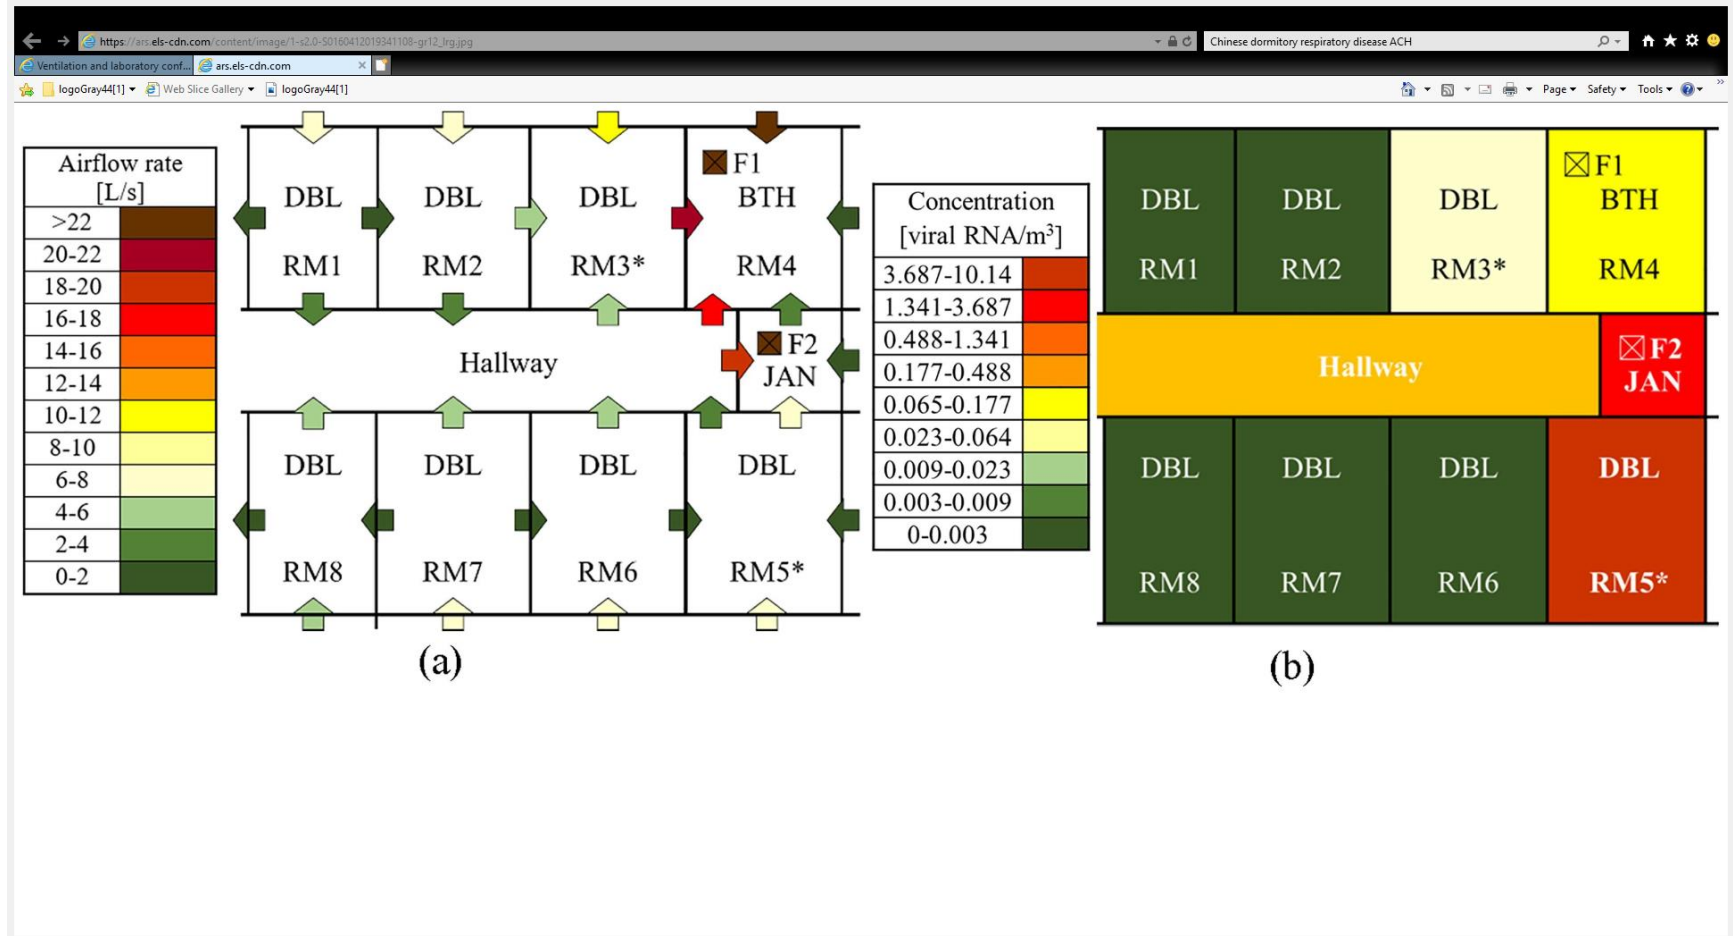 https://ars.els-cdn.com/content/image/1-s2.0-S0160412019341108-gr12_lrg.jpg
Chinese dormitory respiratory disease ACH
Ventilation and laboratory conf...
ars.els-cdn.com
logoGray44[1]
Web Slice Gallery
logoGray44[1]
Page
Safety
Tools
Airflow rate
[L/s]
>22
20-22
18-20
16-18
14-16
12-14
10-12
8-10
6-8
4-6
2-4
0-2
F1
DBL DBL DBL BTH
RM1 RM2 RM3* RM4
Hallway
F2
JAN
DBL DBL DBL DBL
RM8 RM7 RM6 RM5*
(a)
Concentration
[viral RNA/m³]
3.687-10.14
1.341-3.687
0.488-1.341
0.177-0.488
0.065-0.177
0.023-0.064
0.009-0.023
0.003-0.009
0-0.003
F1
DBL DBL DBL BTH
RM1 RM2 RM3* RM4
Hallway
F2
JAN
DBL DBL DBL DBL
RM8 RM7 RM6 RM5*
(b)